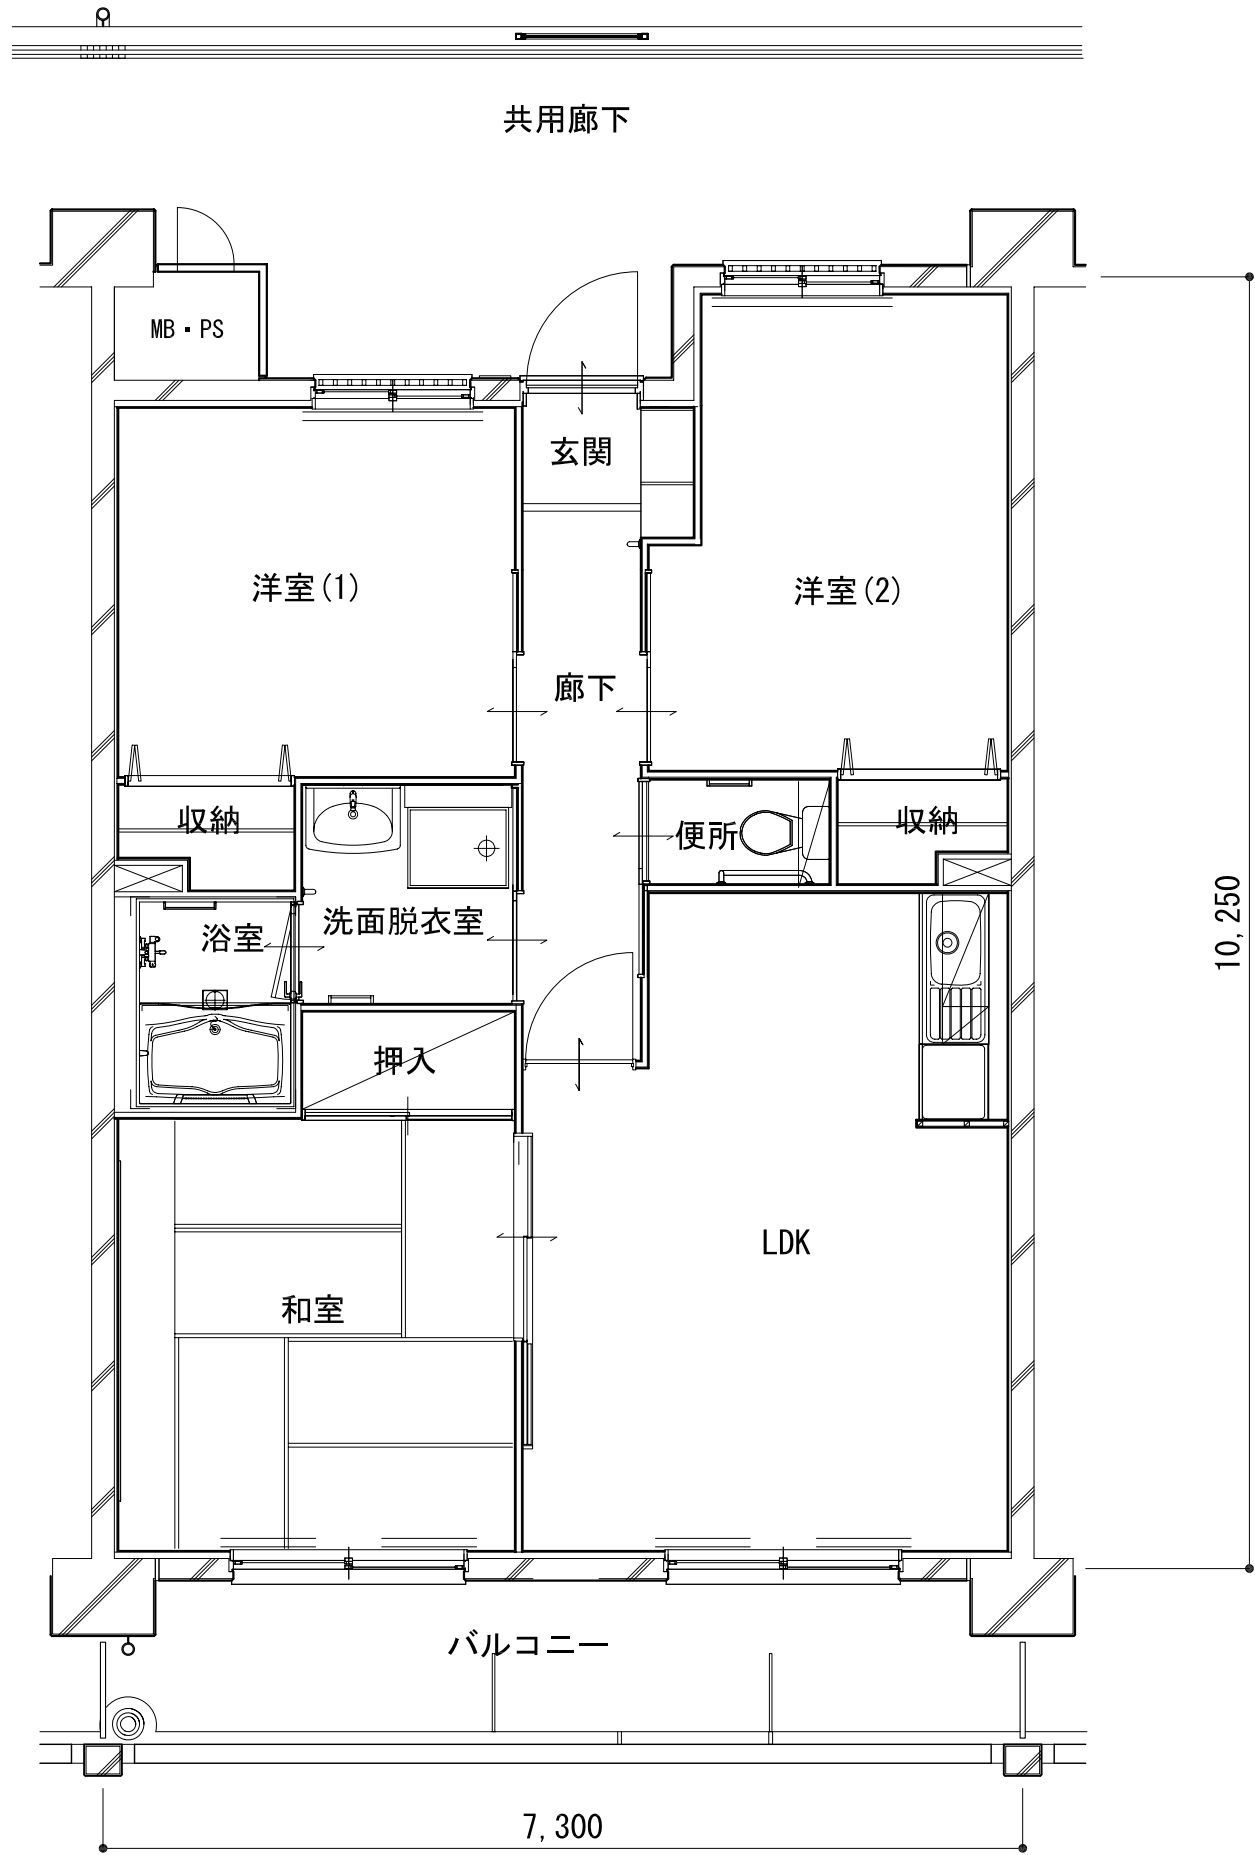 共用廊下
MB・PS
玄関
洋室(1)
洋室(2)
廊下
収納
便所
収納
浴室
洗面脱衣室
10,250
押入
LDK
和室
バルコニー
7,300